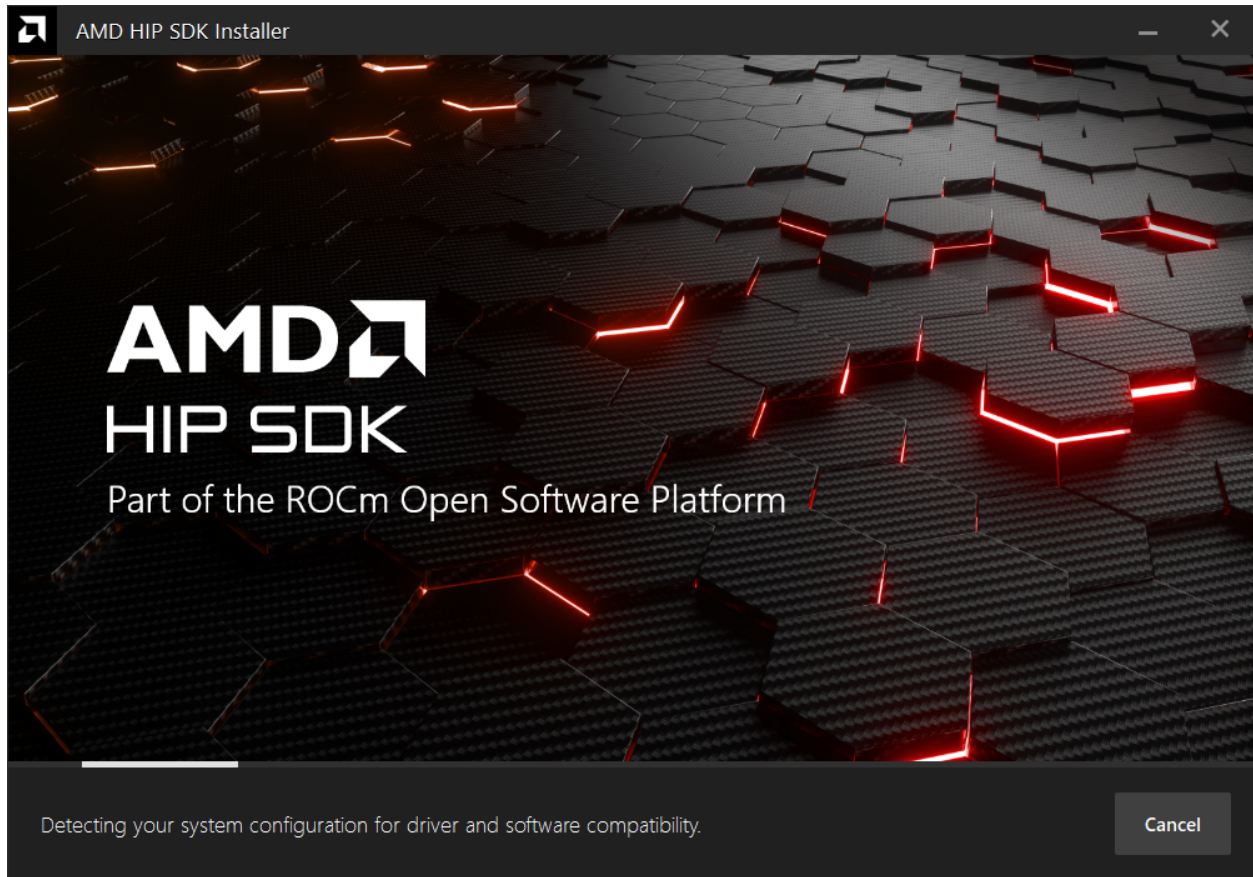 AMD HIP SDK Installer
AMD
HIP SDK
Part of the ROCm Open Software Platform
Detecting your system configuration for driver and software compatibility.
Cancel